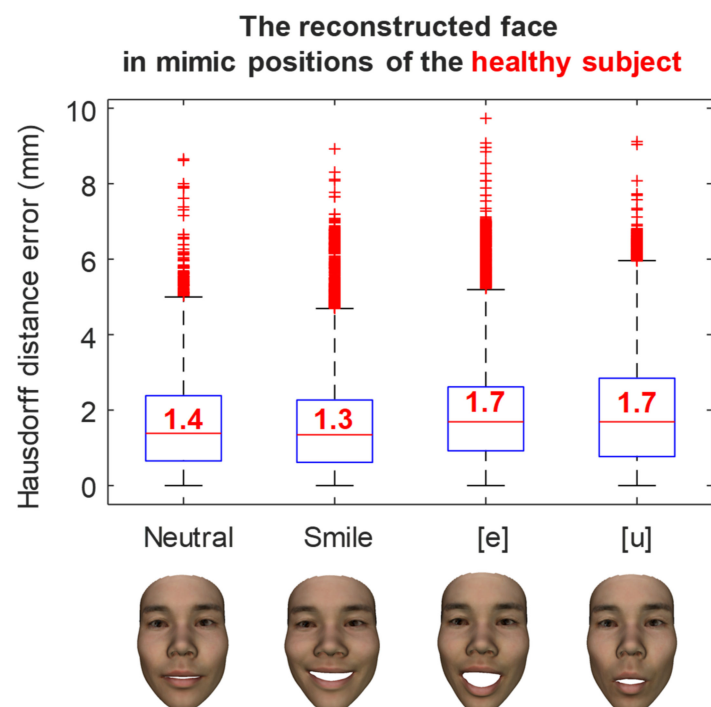 The reconstructed face
in mimic positions of the healthy subject
Hausdorff distance error (mm)
10
8
6
4
2
0
1.4
1.3
1.7
1.7
Neutral
Smile
[e]
[u]